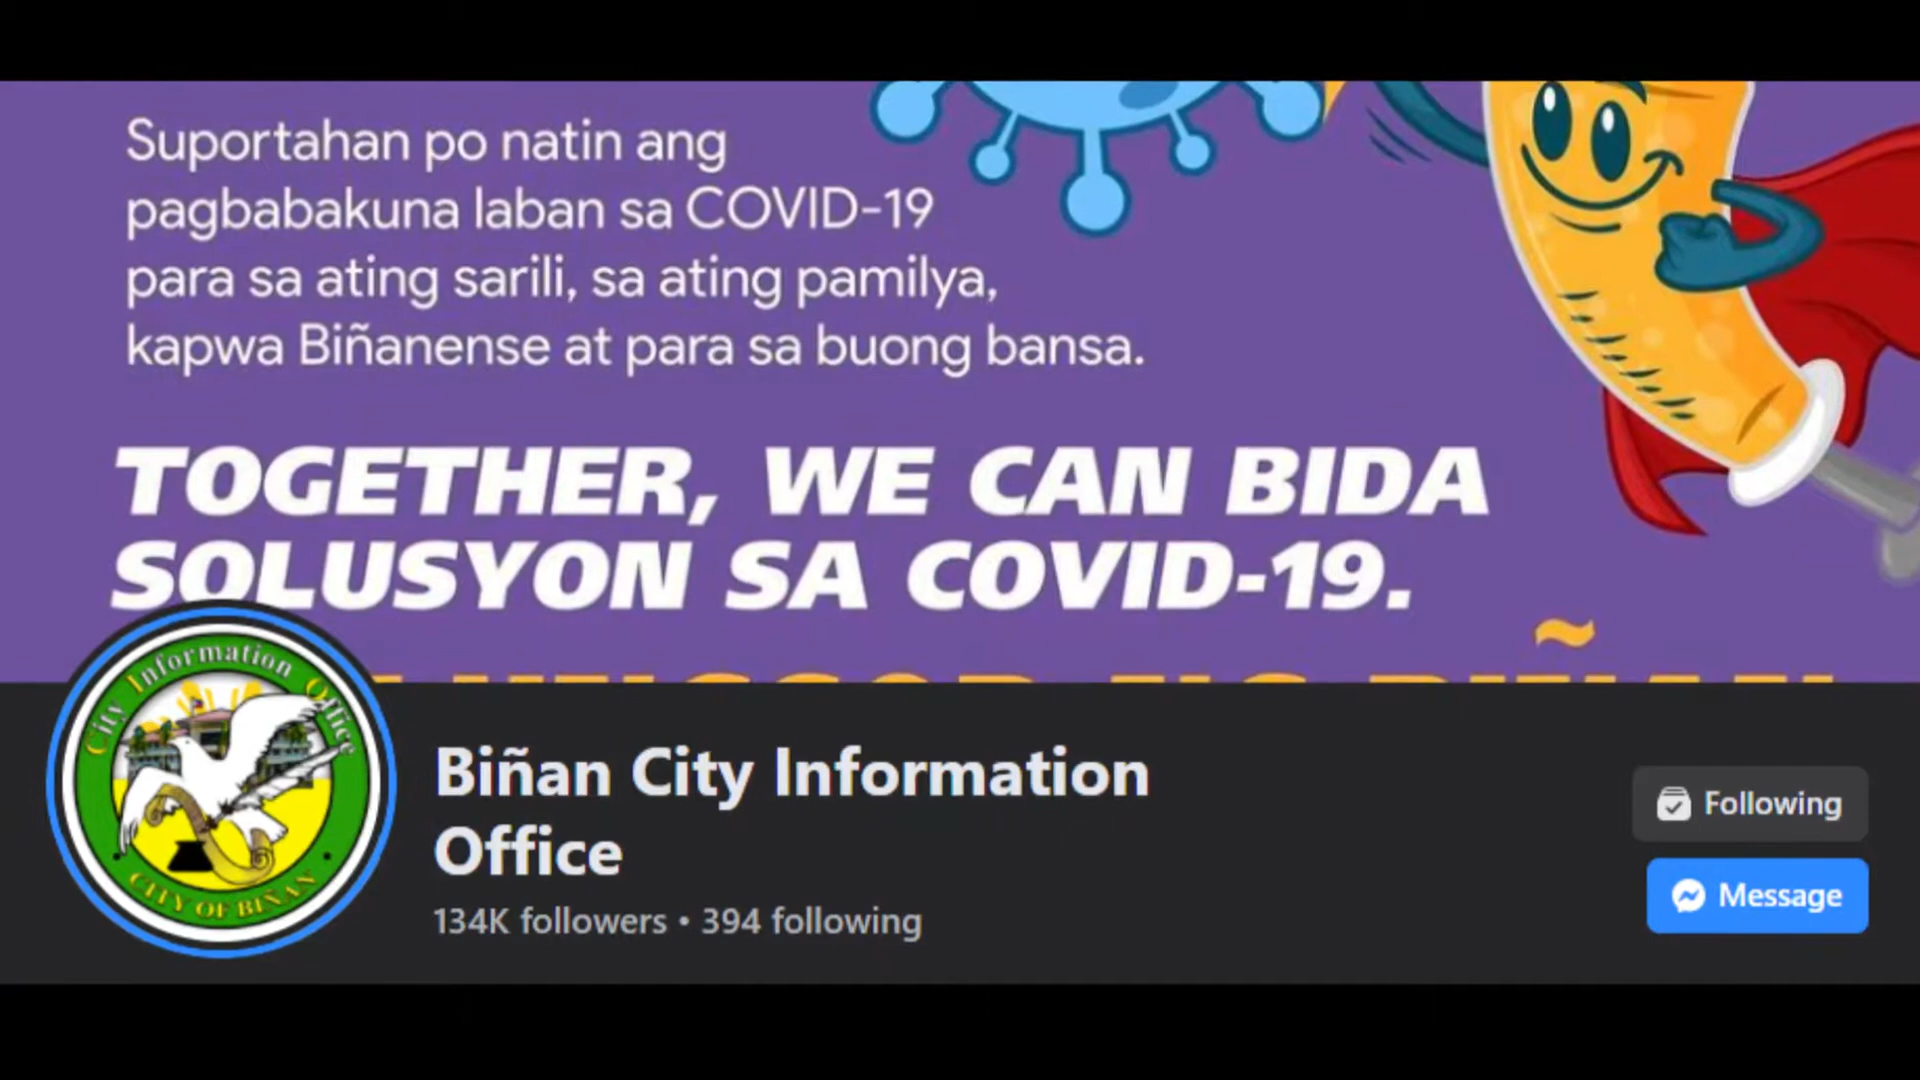 Suportahan po natin ang
pagbabakuna laban sa COVID-19
para sa ating sarili, sa ating pamilya,
kapwa Biñanense at para sa buong bansa.
TOGETHER, WE CAN BIDA
SOLUSYON SA COVID-19.
City Information Office
CITY OF BIÑAN
Biñan City Information
Office
134K followers • 394 following
Following
Message